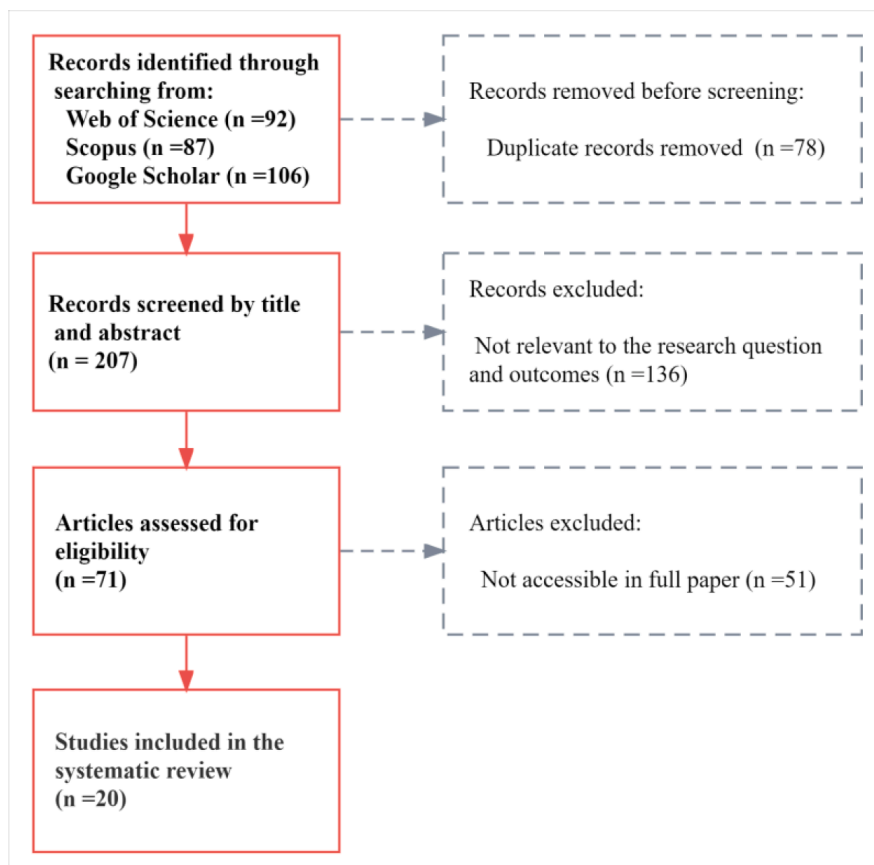 Records identified through
searching from:
Web of Science (n =92)
Scopus (n =87)
Google Scholar (n =106)
Records removed before screening:
Duplicate records removed (n =78)
Records screened by title
and abstract
(n = 207)
Records excluded:
Not relevant to the research question
and outcomes (n =136)
Articles assessed for
eligibility
(n =71)
Articles excluded:
Not accessible in full paper (n =51)
Studies included in the
systematic review
(n =20)